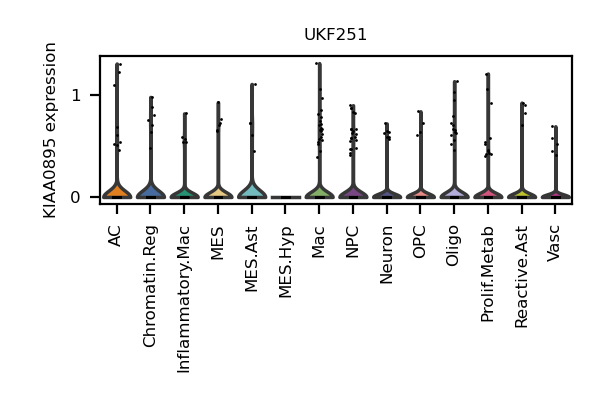 UKF251
KIAA0895 expression
1
0
AC
Chromatin.Reg
Inflammatory.Mac
MES
MES.Ast
MES.Hyp
Mac
NPC
Neuron
OPC
Oligo
Prolif.Metab
Reactive.Ast
Vasc